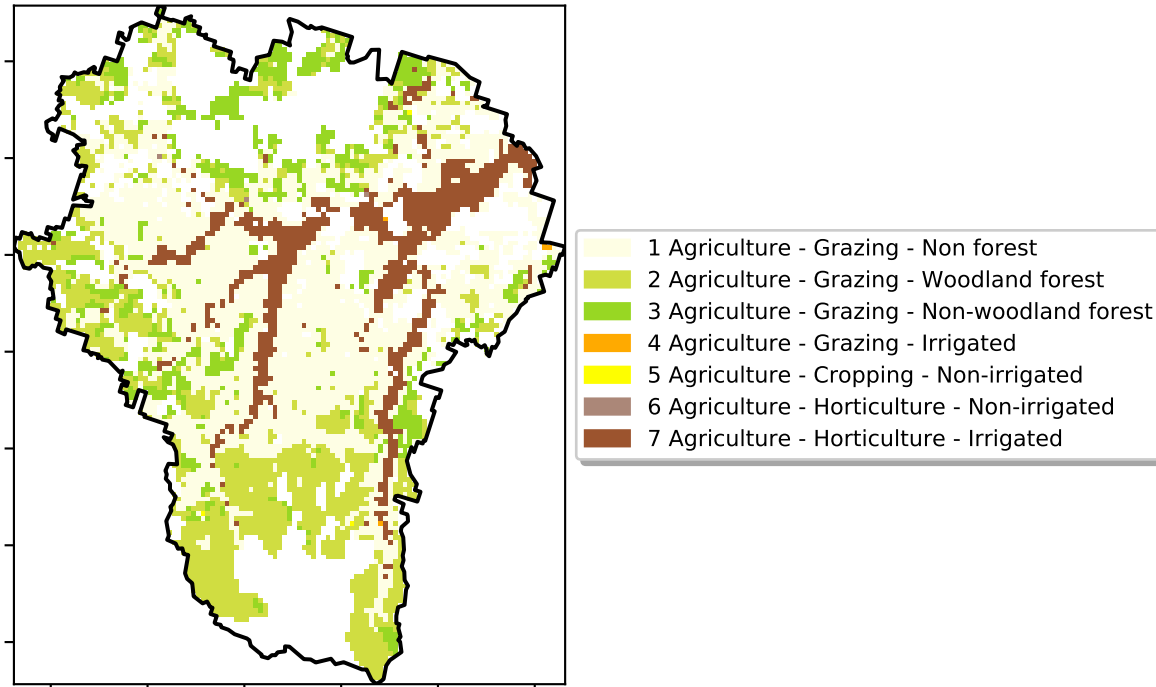 1 Agriculture - Grazing - Non forest
2 Agriculture - Grazing - Woodland forest
3 Agriculture - Grazing - Non-woodland forest
4 Agriculture - Grazing - Irrigated
5 Agriculture - Cropping - Non-irrigated
6 Agriculture - Horticulture - Non-irrigated
7 Agriculture - Horticulture - Irrigated